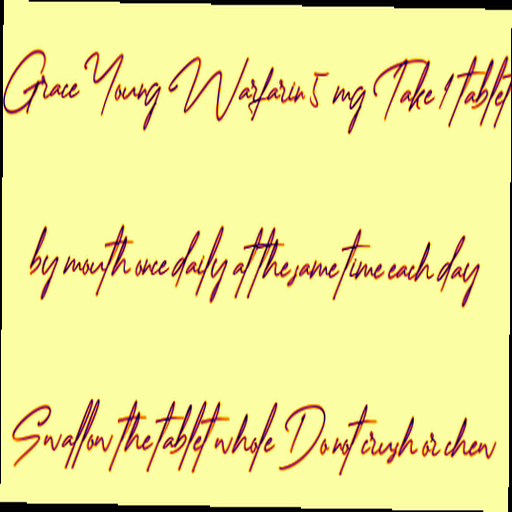 Grace Young Warfarin 5 mg Take 1 tablet
by mouth once daily at the same time each day
Swallow the tablet whole Do not crush or chew